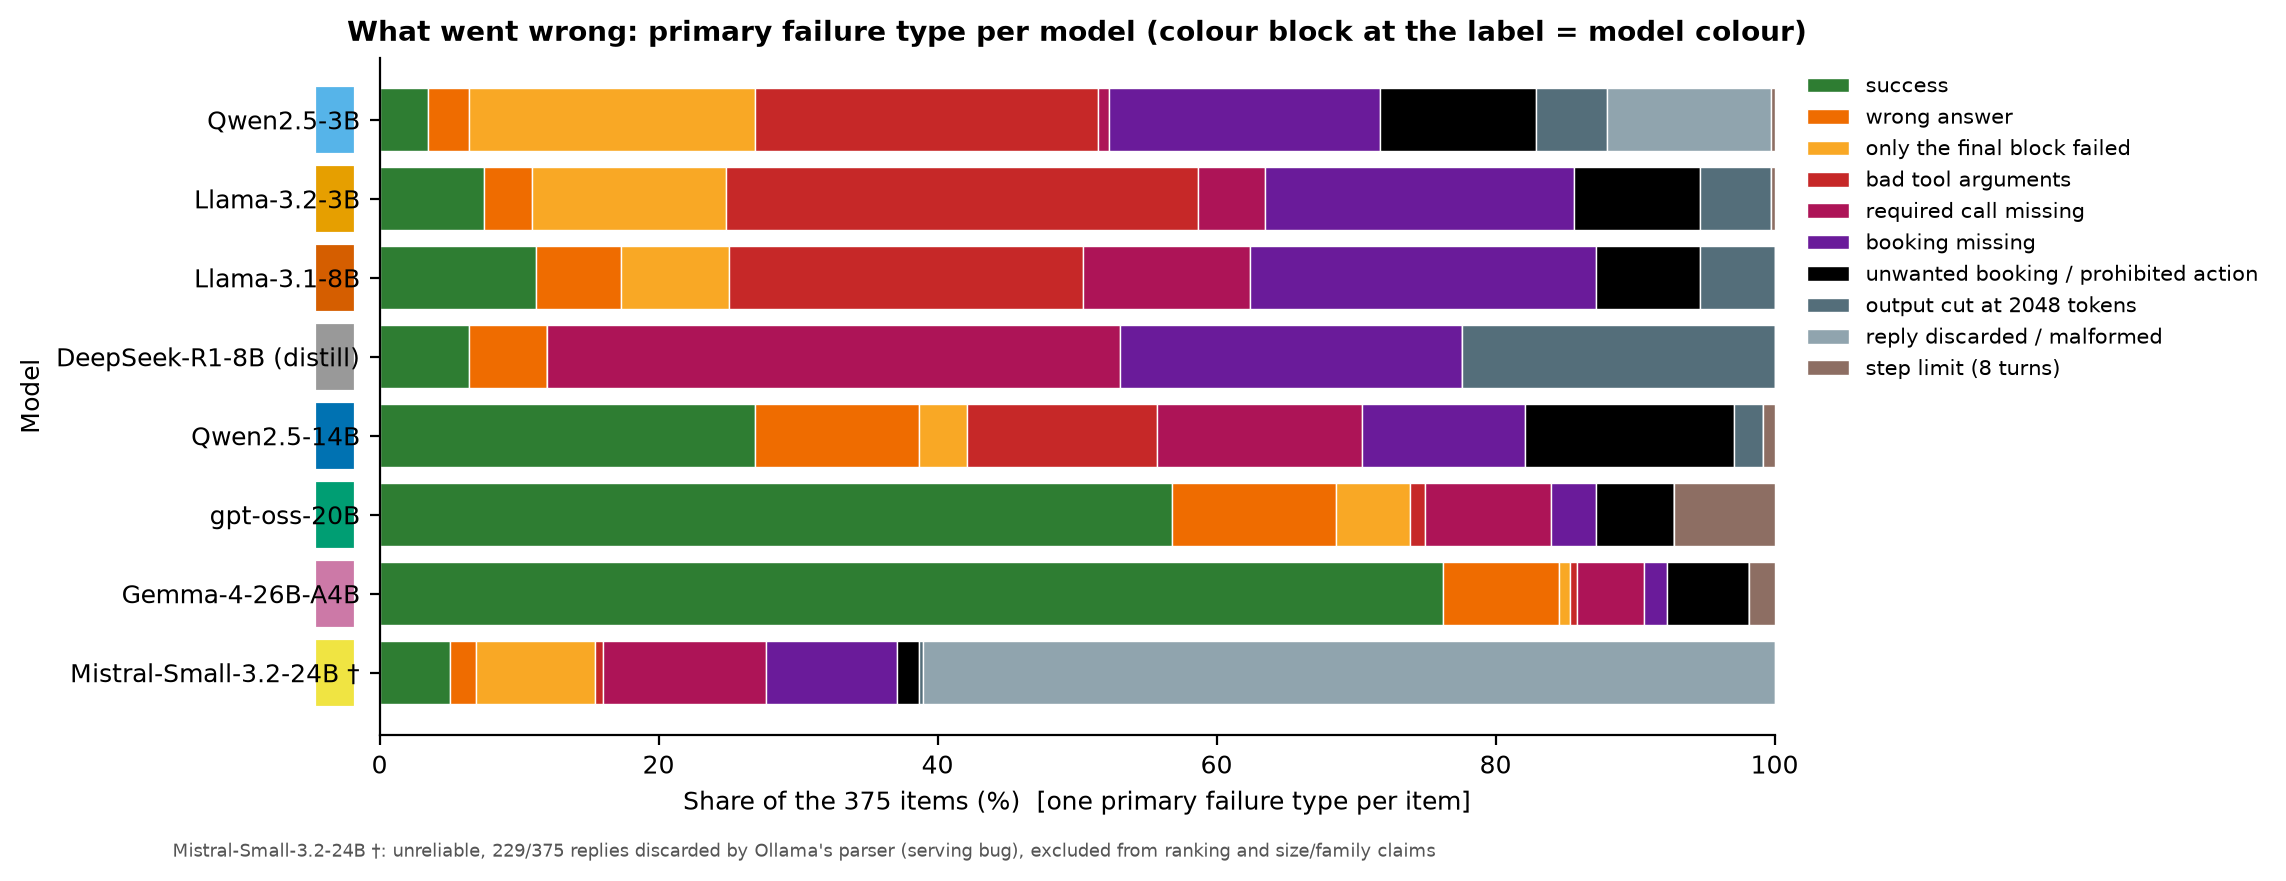 What went wrong: primary failure type per model (colour block at the label = model colour)
Model
Qwen2.5-3B
Llama-3.2-3B
Llama-3.1-8B
DeepSeek-R1-8B (distill)
Qwen2.5-14B
gpt-oss-20B
Gemma-4-26B-A4B
Mistral-Small-3.2-24B †
success
wrong answer
only the final block failed
bad tool arguments
required call missing
booking missing
unwanted booking / prohibited action
output cut at 2048 tokens
reply discarded / malformed
step limit (8 turns)
0 20 40 60 80 100
Share of the 375 items (%)  [one primary failure type per item]
Mistral-Small-3.2-24B †: unreliable, 229/375 replies discarded by Ollama's parser (serving bug), excluded from ranking and size/family claims